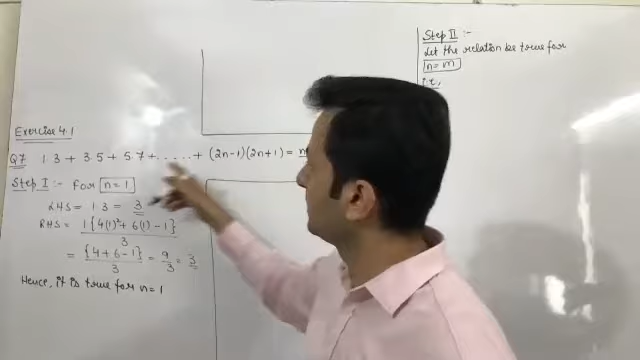 Exercise 4.1
Q7 1.3 + 3.5 + 5.7 + ..... + (2n-1)(2n+1) = n
Step I :- For n=1
LHS = 1.3 = 3
RHS = 1{4(1)²+6(1)-1}
3
= {4+6-1} = 9 = 3
3 3
Hence, it is true for n=1
Step II :-
Let the relation be true for
n=m
i.e,